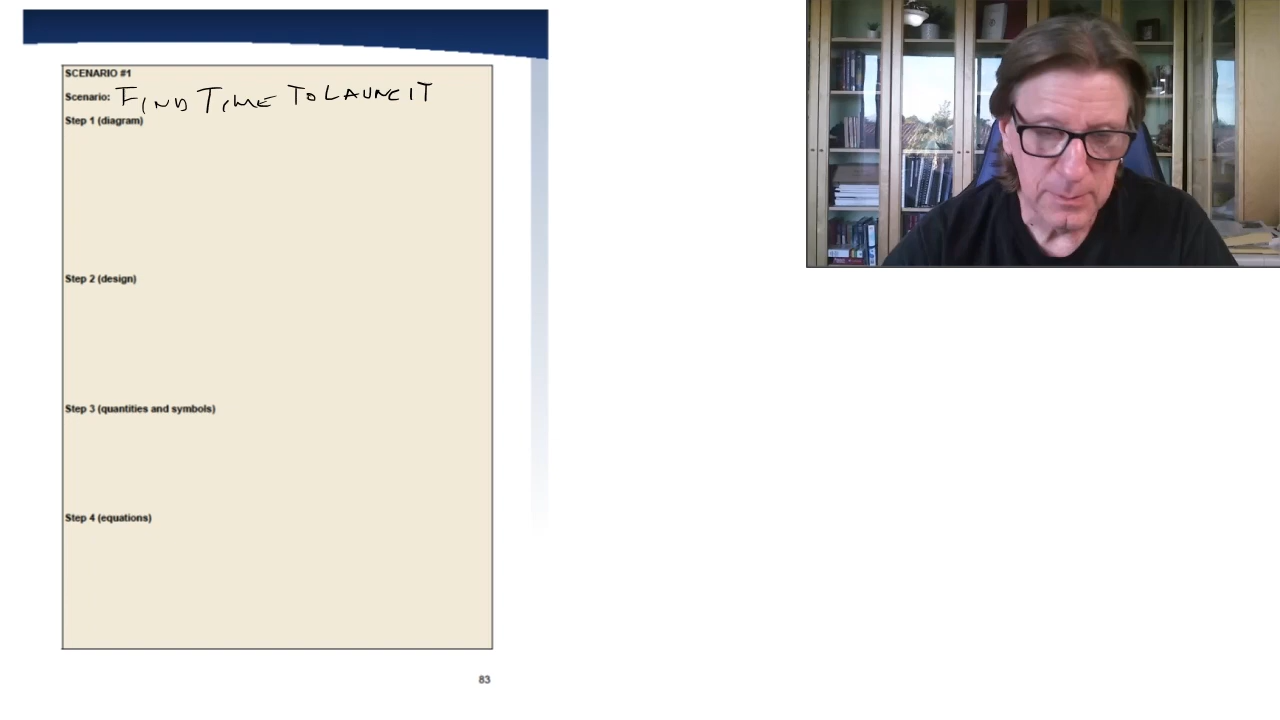 SCENARIO #1
Scenario: FIND TIME TO LAUNC IT
Step 1 (diagram)
Step 2 (design)
Step 3 (quantities and symbols)
Step 4 (equations)
83